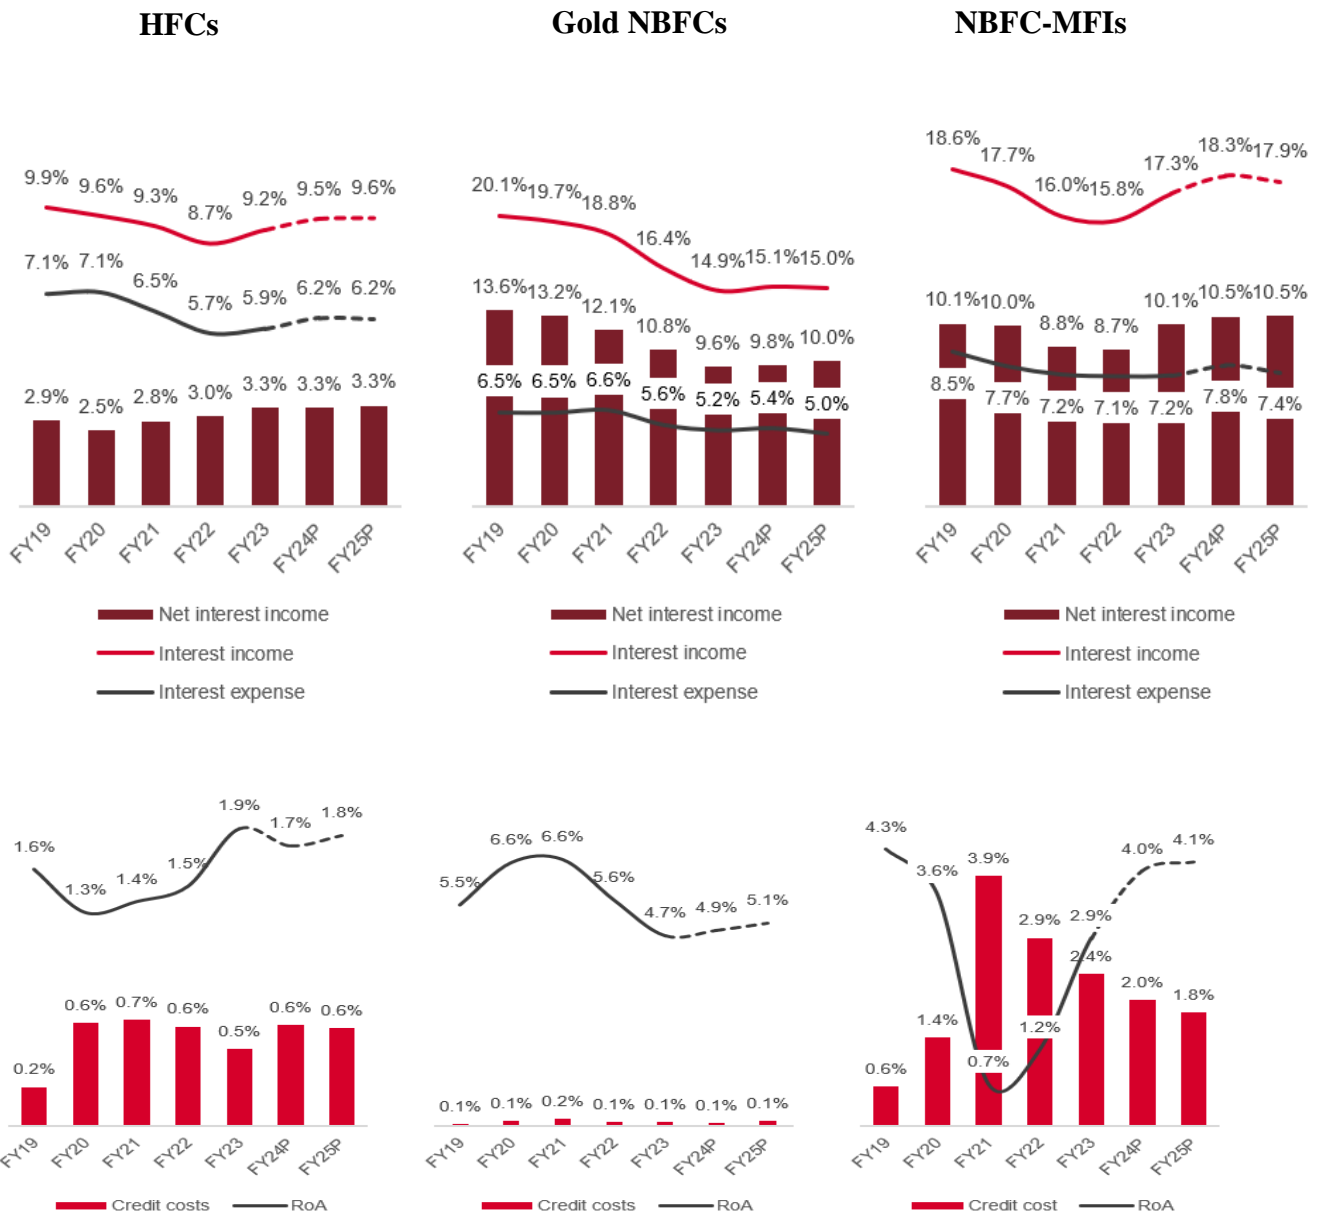 HFCs
Gold NBFCs
NBFC-MFIs
9.9% 9.6% 9.3% 8.7% 9.2% 9.5% 9.6%
7.1% 7.1% 6.5% 5.7% 5.9% 6.2% 6.2%
2.9% 2.5% 2.8% 3.0% 3.3% 3.3% 3.3%
FY19 FY20 FY21 FY22 FY23 FY24P FY25P
Net interest income
Interest income
Interest expense
20.1% 19.7% 18.8% 16.4% 14.9% 15.1% 15.0%
13.6% 13.2% 12.1% 10.8% 9.6% 9.8% 10.0%
6.5% 6.5% 6.6% 5.6% 5.2% 5.4% 5.0%
FY19 FY20 FY21 FY22 FY23 FY24P FY25P
Net interest income
Interest income
Interest expense
18.6% 17.7% 16.0% 15.8% 17.3% 18.3% 17.9%
10.1% 10.0% 8.8% 8.7% 10.1% 10.5% 10.5%
8.5% 7.7% 7.2% 7.1% 7.2% 7.8% 7.4%
FY19 FY20 FY21 FY22 FY23 FY24P FY25P
Net interest income
Interest income
Interest expense
1.6% 1.3% 1.4% 1.5% 1.9% 1.7% 1.8%
0.2% 0.6% 0.7% 0.6% 0.5% 0.6% 0.6%
FY19 FY20 FY21 FY22 FY23 FY24P FY25P
Credit costs RoA
5.5% 6.6% 6.6% 5.6% 4.7% 4.9% 5.1%
0.1% 0.1% 0.2% 0.1% 0.1% 0.1% 0.1%
FY19 FY20 FY21 FY22 FY23 FY24P FY25P
Credit costs RoA
4.3% 3.6% 0.7% 1.2% 2.9% 4.0% 4.1%
0.6% 1.4% 3.9% 2.9% 2.4% 2.0% 1.8%
FY19 FY20 FY21 FY22 FY23 FY24P FY25P
Credit cost RoA